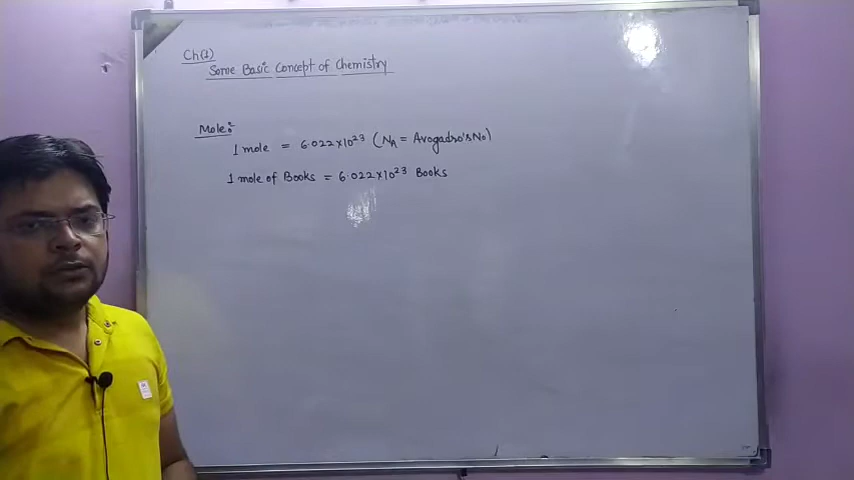 Ch(1)
Some Basic Concept of Chemistry
Mole:
1 mole = 6.022×10²³ (NA = Avogadro's No)
1 mole of Books = 6.022×10²³ Books